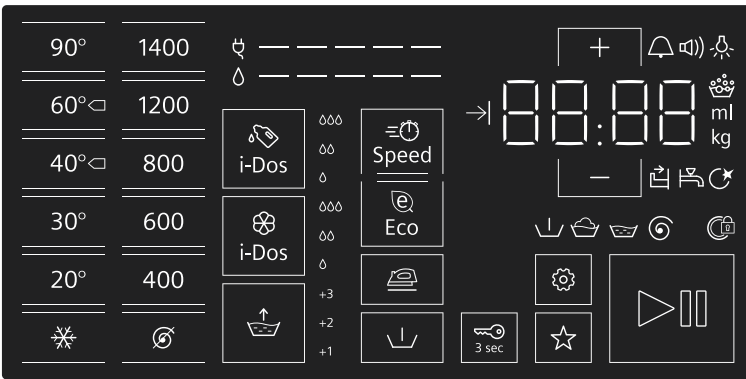 90° 1400
60° 1200
40° 800
30° 600
20° 400
i-Dos
i-Dos
+3
+2
+1
Speed
e
Eco
3 sec
88:88
ml
kg